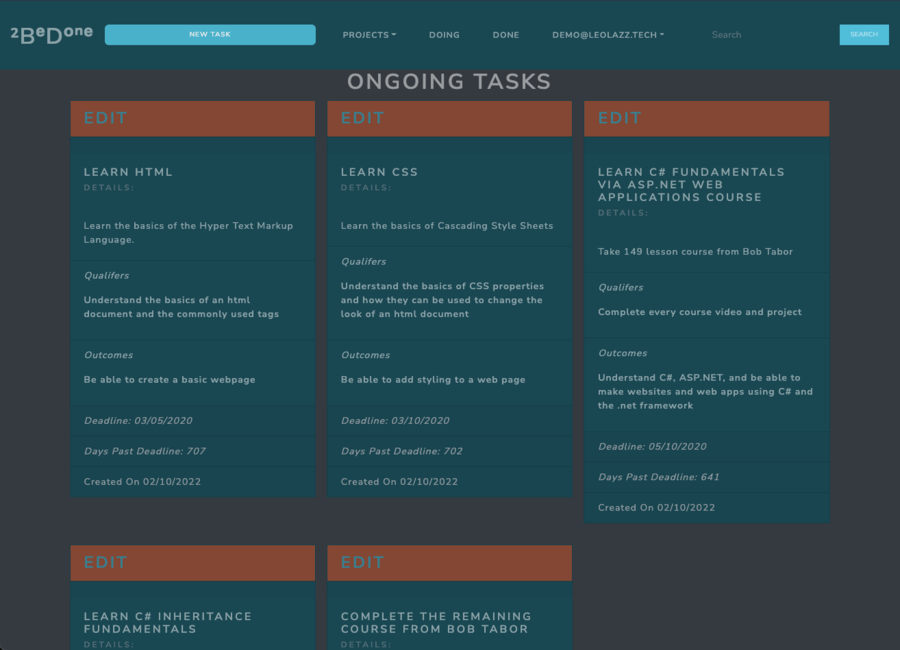 2BeDone
NEW TASK
PROJECTS
DOING
DONE
DEMO@LEOLAZZ.TECH
Search
SEARCH
ONGOING TASKS
EDIT
LEARN HTML
DETAILS:
Learn the basics of the Hyper Text Markup
Language.
Qualifers
Understand the basics of an html
document and the commonly used tags
Outcomes
Be able to create a basic webpage
Deadline: 03/05/2020
Days Past Deadline: 707
Created On 02/10/2022
EDIT
LEARN CSS
DETAILS:
Learn the basics of Cascading Style Sheets
Qualifers
Understand the basics of CSS properties
and how they can be used to change the
look of an html document
Outcomes
Be able to add styling to a web page
Deadline: 03/10/2020
Days Past Deadline: 702
Created On 02/10/2022
EDIT
LEARN C# FUNDAMENTALS
VIA ASP.NET WEB
APPLICATIONS COURSE
DETAILS:
Take 149 lesson course from Bob Tabor
Qualifers
Complete every course video and project
Outcomes
Understand C#, ASP.NET, and be able to
make websites and web apps using C# and
the .net framework
Deadline: 05/10/2020
Days Past Deadline: 641
Created On 02/10/2022
EDIT
LEARN C# INHERITANCE
FUNDAMENTALS
DETAILS:
EDIT
COMPLETE THE REMAINING
COURSE FROM BOB TABOR
DETAILS: